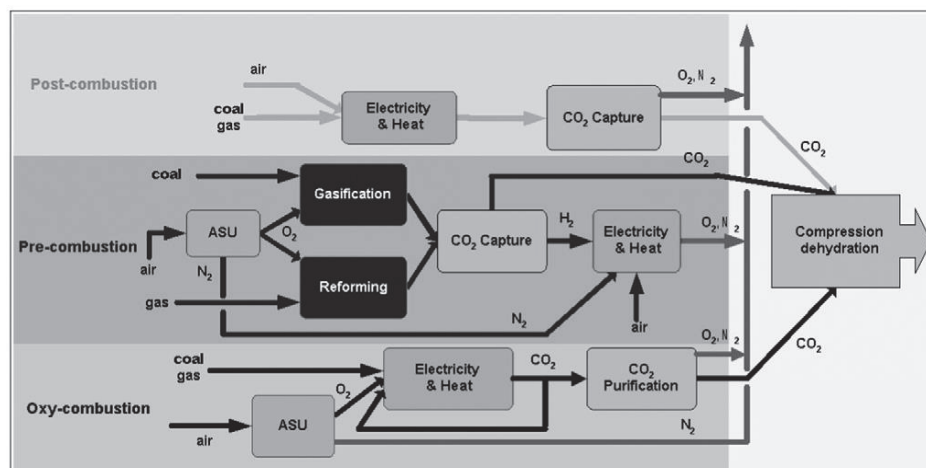 air
O₂, N₂
Post-combustion
coal
gas
Electricity
& Heat
CO₂ Capture
CO₂
CO₂
coal
Gasification
Pre-combustion
ASU
O₂
CO₂ Capture
H₂
Electricity
& Heat
O₂, N₂
Compression
dehydration
air
N₂
gas
Reforming
N₂
air
coal
gas
Electricity
& Heat
CO₂
CO₂
Purification
O₂, N₂
CO₂
O₂
Oxy-combustion
air
ASU
N₂